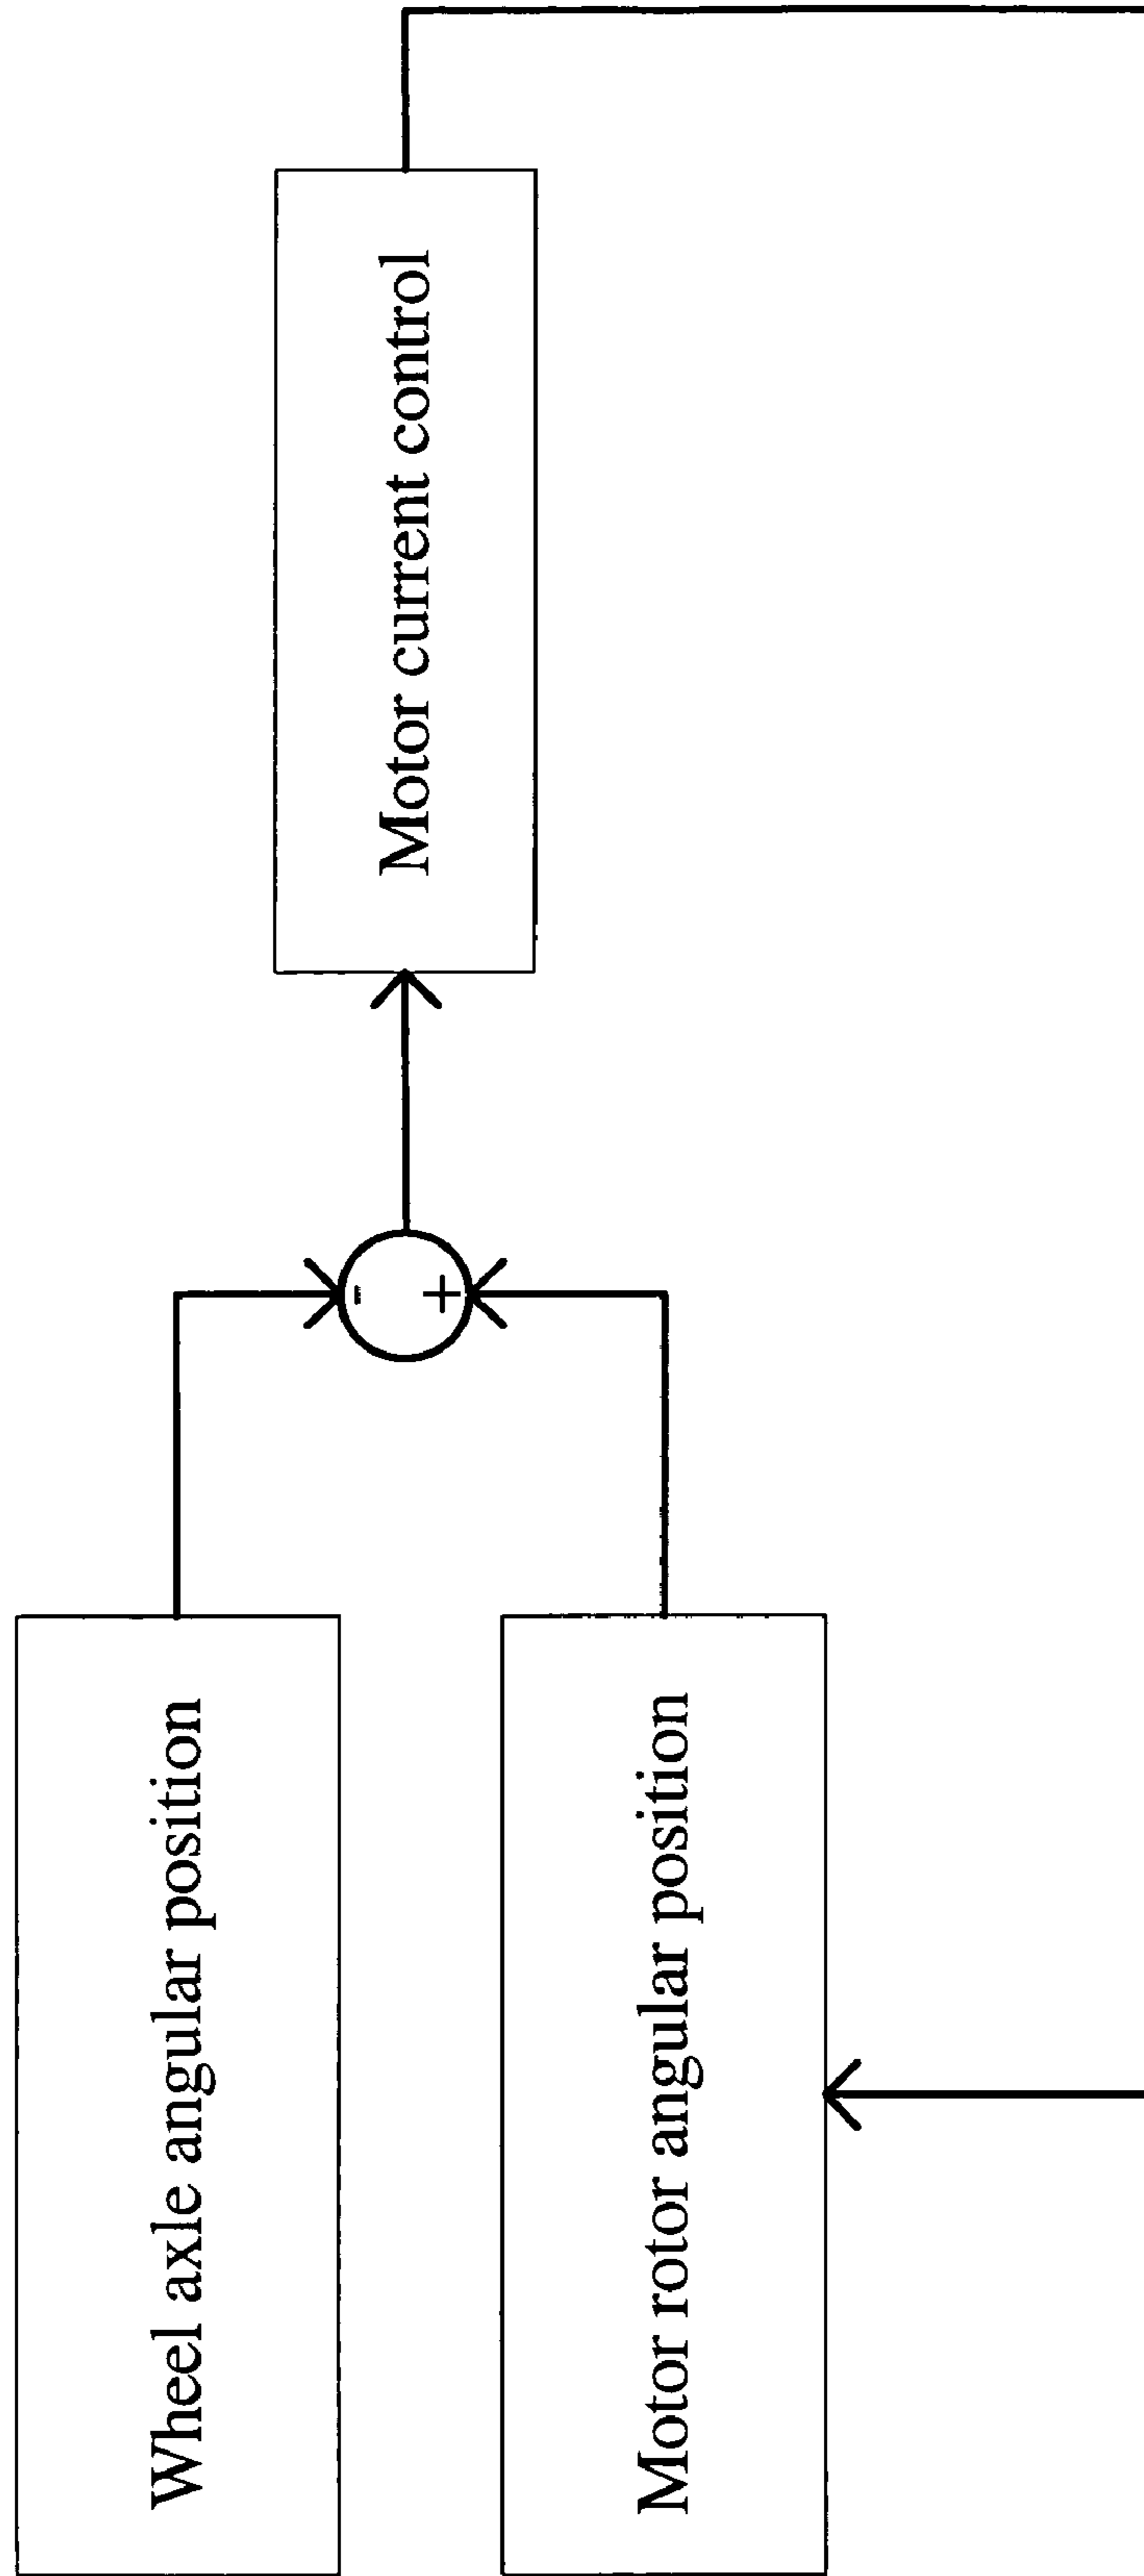 Wheel axle angular position
-
+
Motor current control
Motor rotor angular position